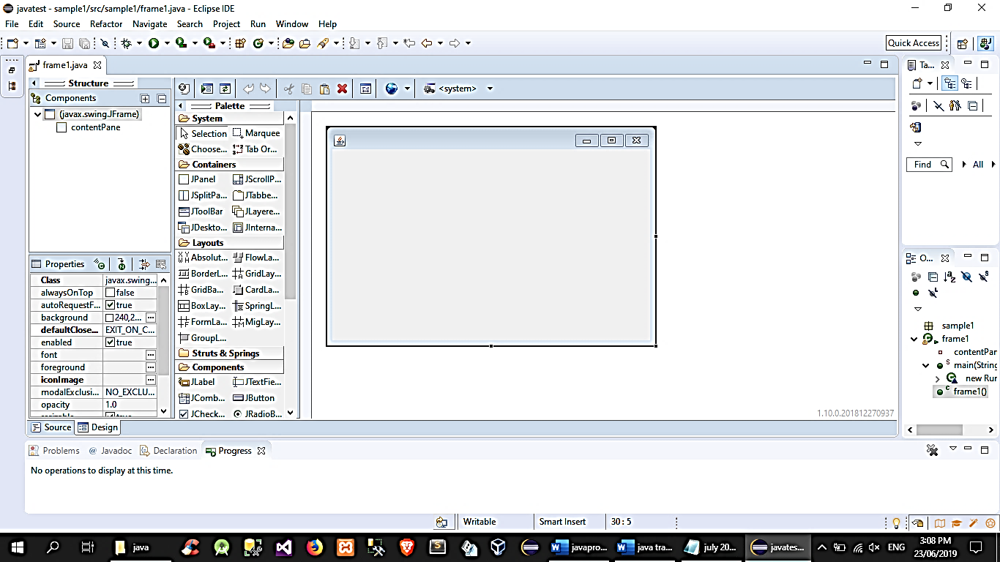 javatest - sample1/src/sample1/frame1.java - Eclipse IDE
File Edit Source Refactor Navigate Search Project Run Window Help
Quick Access
frame1.java
Structure
Components
(javax.swing.JFrame)
contentPane
Properties
Class javax.swing...
alwaysOnTop false
autoRequestF... true
background 240,2... ...
defaultClose... EXIT_ON_C...
enabled true
font ...
foreground ...
iconImage ...
modalExclusi... NO_EXCLU...
opacity 1.0
Source Design
<system>
Palette
System
Selection Marquee
Choose... Tab Or...
Containers
JPanel JScrollP...
JSplitPa... JTabbe...
JToolBar JLayere...
JDeskto... JInterna...
Layouts
Absolut... FlowLa...
BorderL... GridLay...
GridBa... CardLa...
BoxLay... SpringL...
FormLa... MigLay...
GroupL...
Struts & Springs
Components
JLabel JTextFie...
JComb... JButton
JCheck... JRadioB...
1.10.0.201812270937
Ta...
Find All
O...
sample1
frame1
contentPan
main(String
new Rur
frame1()
Problems @ Javadoc Declaration Progress
No operations to display at this time.
Writable Smart Insert 30 : 5
java javapro... java tra... july 20... javates... ENG
3:08 PM
23/06/2019